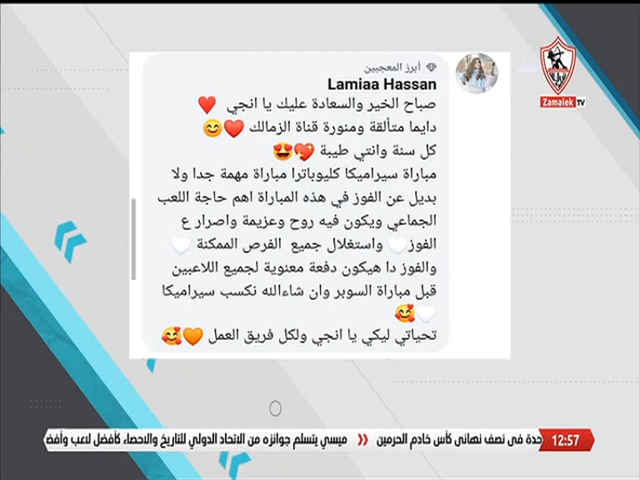 أبرز المعجبين
Lamiaa Hassan
صباح الخير والسعادة عليك يا انجي ❤️
دايما متألقة ومنورة قناة الزمالك ❤️😊
كل سنة وانتي طيبة 💖😍
مباراة سيراميكا كليوباترا مباراة مهمة جدا ولا
بديل عن الفوز في هذه المباراة اهم حاجة اللعب
الجماعي ويكون فيه روح وعزيمة واصرار ع
الفوز🤍 واستغلال جميع الفرص الممكنة 🤍
والفوز دا هيكون دفعة معنوية لجميع اللاعبين
قبل مباراة السوبر وان شاءالله نكسب سيراميكا
🤍🥰
تحياتي ليكي يا انجي ولكل فريق العمل 🧡🥰
Zamalek TV
12:57
حدة فى نصف نهائى كأس خادم الحرمين
ميسي يتسلم جوائزه من الاتحاد الدولي للتاريخ والاحصاء كأفضل لاعب وأفض